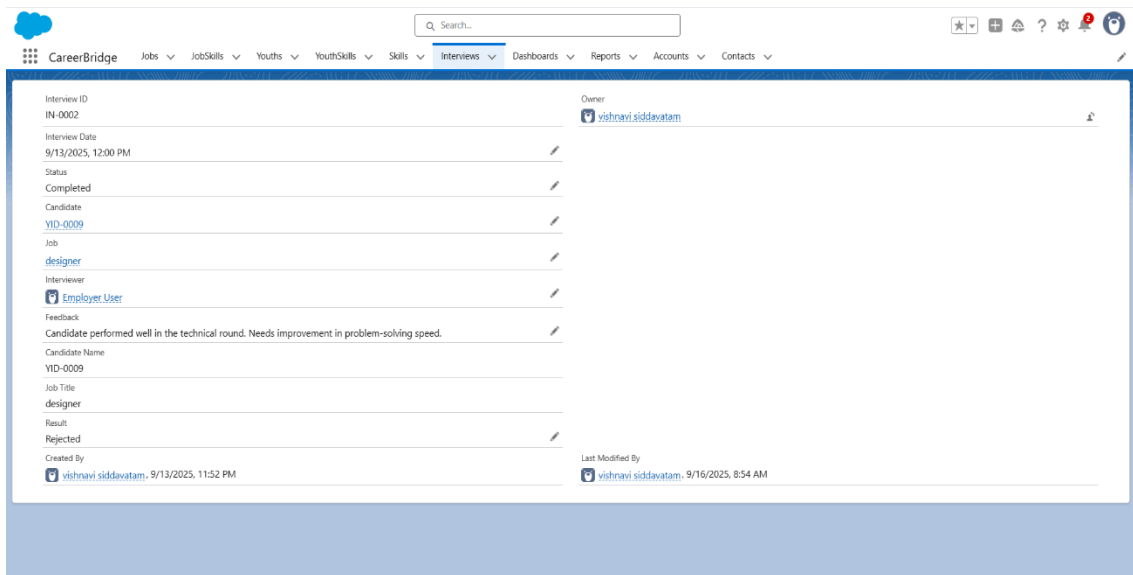 Search...
2
CareerBridge Jobs JobSkills Youths YouthSkills Skills Interviews Dashboards Reports Accounts Contacts
Interview ID
IN-0002
Owner
vishnavi siddavatam
Interview Date
9/13/2025, 12:00 PM
Status
Completed
Candidate
YID-0009
Job
designer
Interviewer
Employer User
Feedback
Candidate performed well in the technical round. Needs improvement in problem-solving speed.
Candidate Name
YID-0009
Job Title
designer
Result
Rejected
Created By
vishnavi siddavatam, 9/13/2025, 11:52 PM
Last Modified By
vishnavi siddavatam, 9/16/2025, 8:54 AM